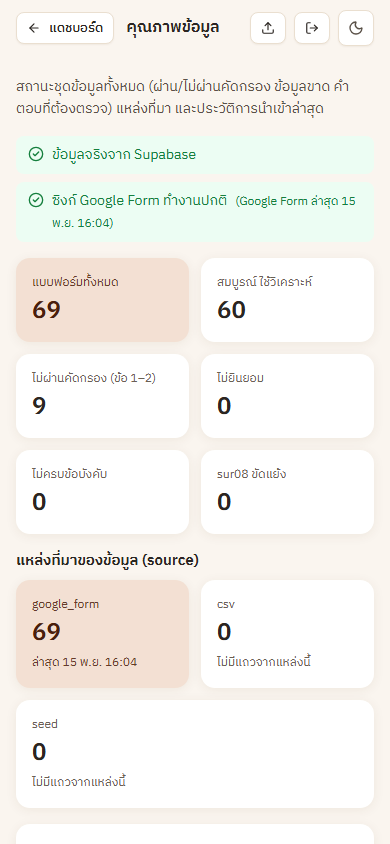 แดชบอร์ด
คุณภาพข้อมูล
สถานะชุดข้อมูลทั้งหมด (ผ่าน/ไม่ผ่านคัดกรอง ข้อมูลขาด คำ
ตอบที่ต้องตรวจ) แหล่งที่มา และประวัติการนำเข้าล่าสุด
ข้อมูลจริงจาก Supabase
ซิงก์ Google Form ทำงานปกติ (Google Form ล่าสุด 15
พ.ย. 16:04)
แบบฟอร์มทั้งหมด
69
สมบูรณ์ ใช้วิเคราะห์
60
ไม่ผ่านคัดกรอง (ข้อ 1–2)
9
ไม่ยินยอม
0
ไม่ครบข้อบังคับ
0
sur08 ขัดแย้ง
0
แหล่งที่มาของข้อมูล (source)
google_form
69
ล่าสุด 15 พ.ย. 16:04
csv
0
ไม่มีแถวจากแหล่งนี้
seed
0
ไม่มีแถวจากแหล่งนี้